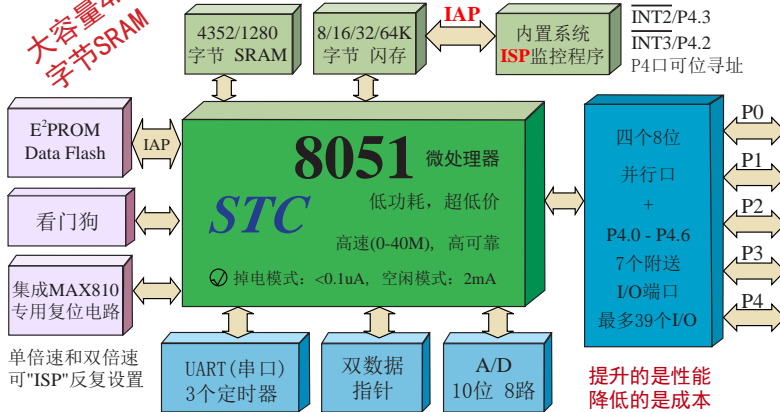 大容量4
字节SRAM
4352/1280
字节 SRAM
8/16/32/64K
字节 闪存
IAP
内置系统
ISP监控程序
INT2/P4.3
INT3/P4.2
P4口可位寻址
E²PROM
Data Flash
IAP
看门狗
集成MAX810
专用复位电路
单倍速和双倍速
可"ISP"反复设置
8051 微处理器
STC
低功耗，超低价
高速(0-40M)，高可靠
掉电模式：<0.1uA，空闲模式：2mA
四个8位
并行口
+
P4.0 - P4.6
7个附送
I/O端口
最多39个I/O
P0
P1
P2
P3
P4
UART(串口)
3个定时器
双数据
指针
A/D
10位 8路
提升的是性能
降低的是成本